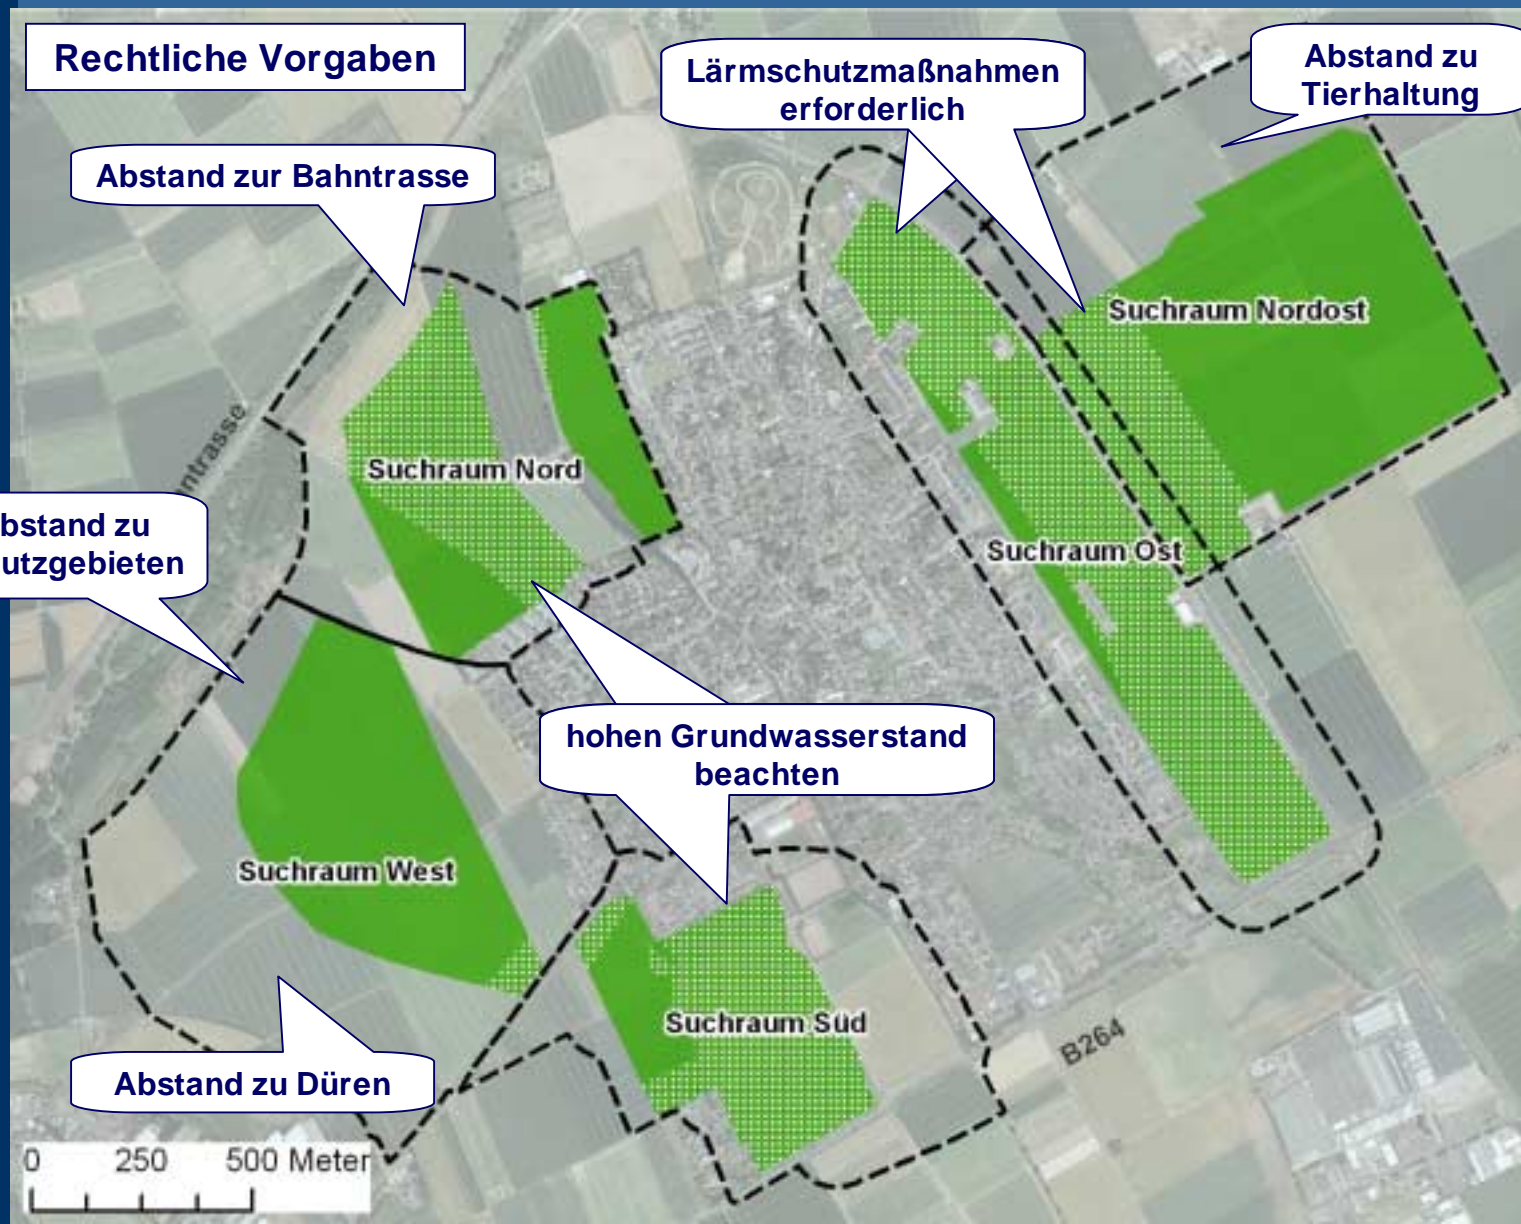 Rechtliche Vorgaben
Lärmschutzmaßnahmen
erforderlich
Abstand zu
Tierhaltung
Abstand zur Bahntrasse
Suchraum Nordost
ntrasse
Suchraum Nord
bstand zu
utzgebieten
Suchraum Ost
hohen Grundwasserstand
beachten
Suchraum West
Suchraum Süd
B264
Abstand zu Düren
0 250 500 Meter